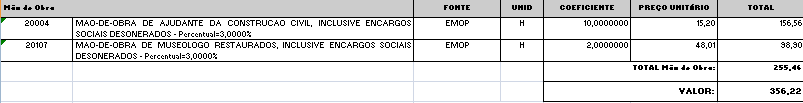 Mão de Obra FONTE UNID COEFICIENTE PREÇO UNITÁRIO TOTAL
20004 MAO-DE-OBRA DE AJUDANTE DA CONSTRUCAO CIVIL, INCLUSIVE ENCARGOS EMOP H 10,0000000 15,20 156,56
SOCIAIS DESONERADOS - Percentual=3,0000%
20107 MAO-DE-OBRA DE MUSEOLOGO RESTAURADOS, INCLUSIVE ENCARGOS SOCIAIS EMOP H 2,0000000 48,01 98,90
DESONERADOS - Percentual=3,0000%
TOTAL Mão de Obra: 255,46
VALOR: 356,22